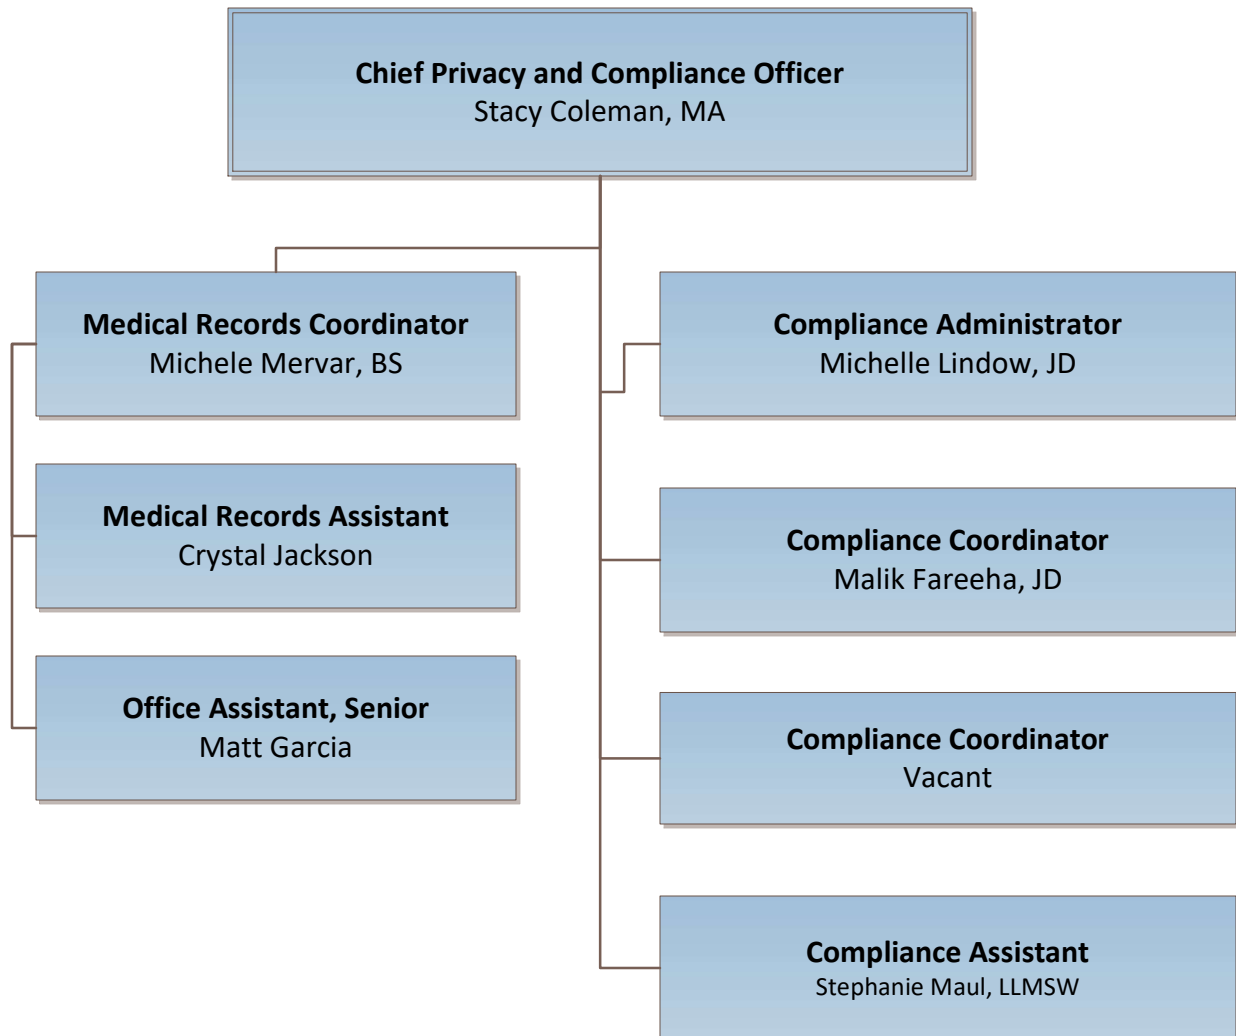 Chief Privacy and Compliance Officer
Stacy Coleman, MA
Medical Records Coordinator
Michele Mervar, BS
Medical Records Assistant
Crystal Jackson
Office Assistant, Senior
Matt Garcia
Compliance Administrator
Michelle Lindow, JD
Compliance Coordinator
Malik Fareeha, JD
Compliance Coordinator
Vacant
Compliance Assistant
Stephanie Maul, LLMSW